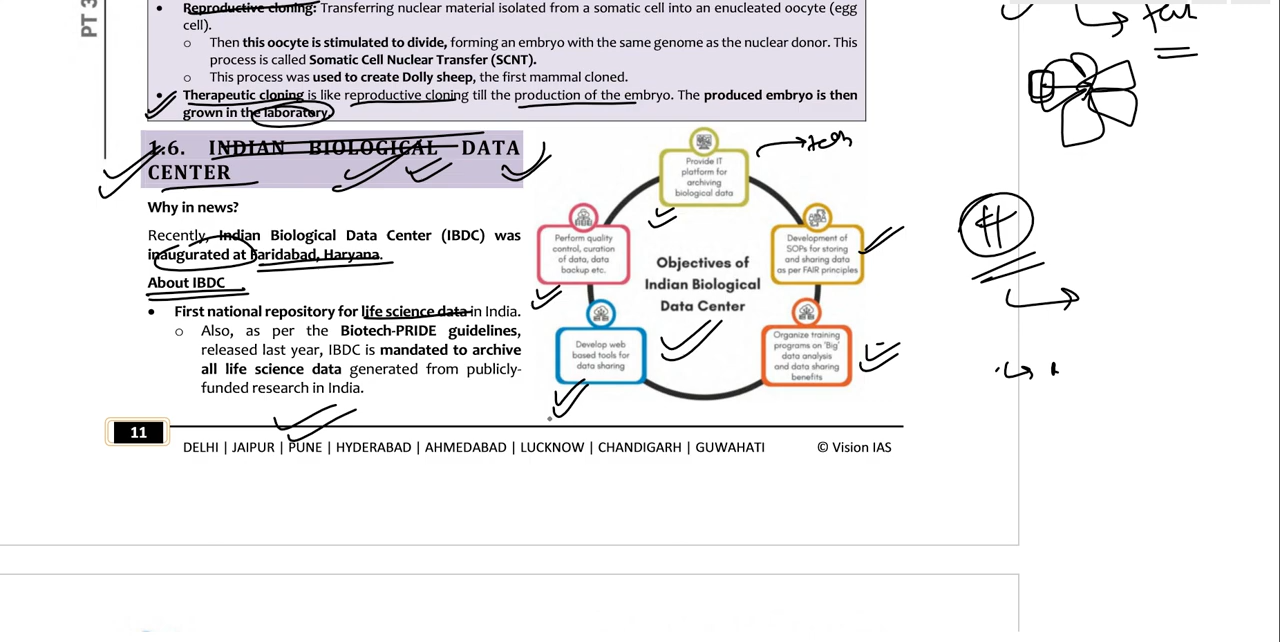 PT 3
Reproductive cloning: Transferring nuclear material isolated from a somatic cell into an enucleated oocyte (egg
cell).
Then this oocyte is stimulated to divide, forming an embryo with the same genome as the nuclear donor. This
process is called Somatic Cell Nuclear Transfer (SCNT).
This process was used to create Dolly sheep, the first mammal cloned.
Therapeutic cloning is like reproductive cloning till the production of the embryo. The produced embryo is then
grown in the laboratory.
1.6. INDIAN BIOLOGICAL DATA
CENTER
Why in news?
Recently, Indian Biological Data Center (IBDC) was
inaugurated at Faridabad, Haryana.
About IBDC
First national repository for life science data in India.
Also, as per the Biotech-PRIDE guidelines,
released last year, IBDC is mandated to archive
all life science data generated from publicly-
funded research in India.
Provide IT
platform for
archiving
biological data
Perform quality
control, curation
of data, data
backup etc.
Development of
SOPs for storing
and sharing data
as per FAIR principles
Objectives of
Indian Biological
Data Center
Develop web
based tools for
data sharing
Organize training
programs on 'Big'
data analysis
and data sharing
benefits
11
DELHI | JAIPUR | PUNE | HYDERABAD | AHMEDABAD | LUCKNOW | CHANDIGARH | GUWAHATI
© Vision IAS